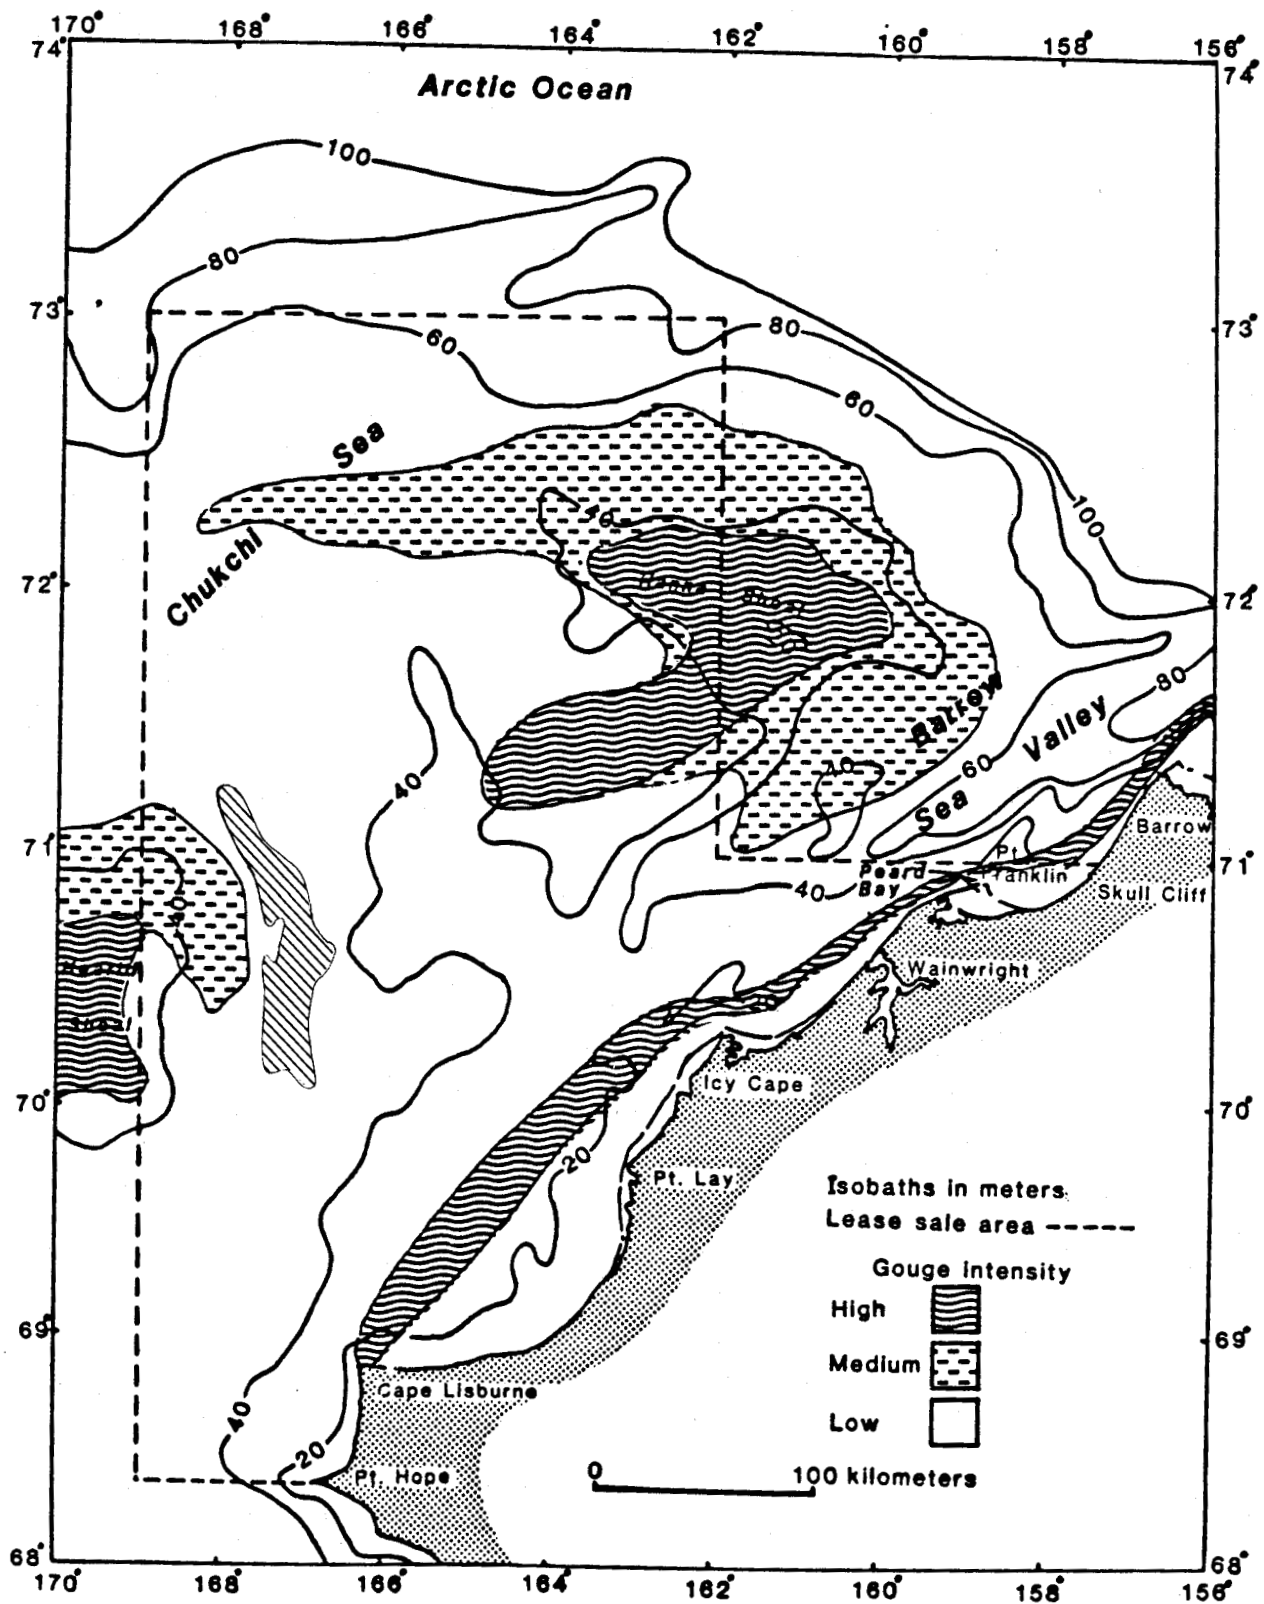 170° 168° 166° 164° 162° 160° 158° 156°
74° 74°
Arctic Ocean
100
80
73° 73°
80
60
60
Sea
100
40
Chukchi
72° 72°
Hanna Shoal
80
Barrow
Valley
60
40
40
Sea
Barrow
71° 71°
Pt.
Franklin
Peard
Bay
40
Skull Cliff
40
Wainwright
Shoal
20
Icy Cape
70° 70°
20
Pt. Lay
Isobaths in meters
Lease sale area
Gouge intensity
High
69° 69°
Medium
Cape Lisburne
40
Low
20
Pt. Hope
0 100 kilometers
68° 68°
170° 168° 166° 164° 162° 160° 158° 156°